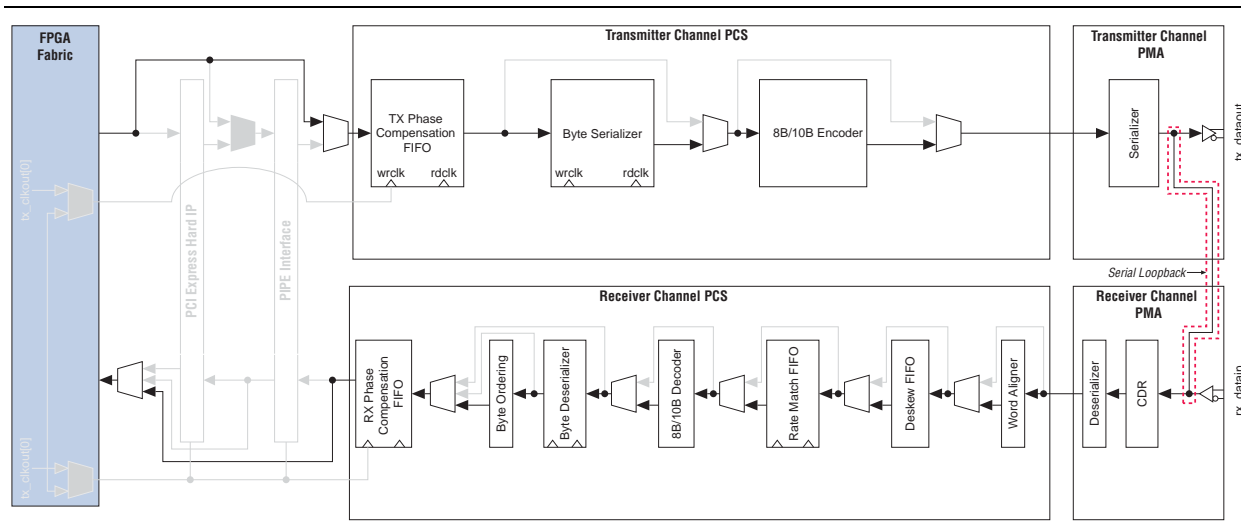 FPGA
Fabric
Transmitter Channel PCS
Transmitter Channel
PMA
TX Phase
Compensation
FIFO
wrclk
rdclk
Byte Serializer
wrclk
rdclk
8B/10B Encoder
Serializer
tx_dataout
tx_clkout[0]
PCI Express Hard IP
PIPE Interface
Serial Loopback
Receiver Channel PCS
Receiver Channel
PMA
RX Phase
Compensation
FIFO
Byte Ordering
Byte Deserializer
8B/10B Decoder
Rate Match FIFO
Deskew FIFO
Word Aligner
Deserializer
CDR
rx_datain
tx_clkout[0]